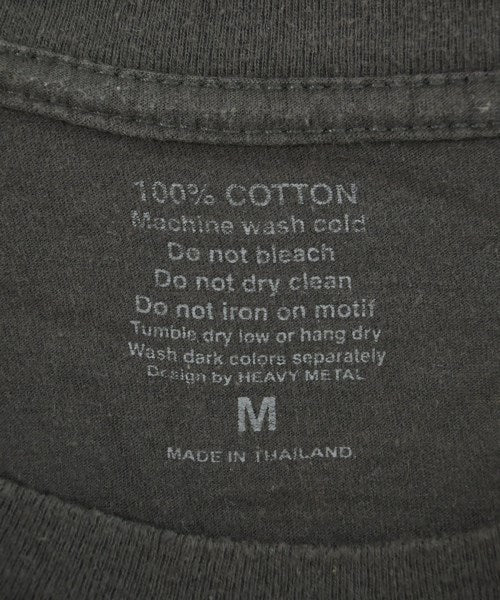 100% COTTON
Machine wash cold
Do not bleach
Do not dry clean
Do not iron on motif
Tumble dry low or hang dry
Wash dark colors separately
Design by HEAVY METAL
M
MADE IN THAILAND